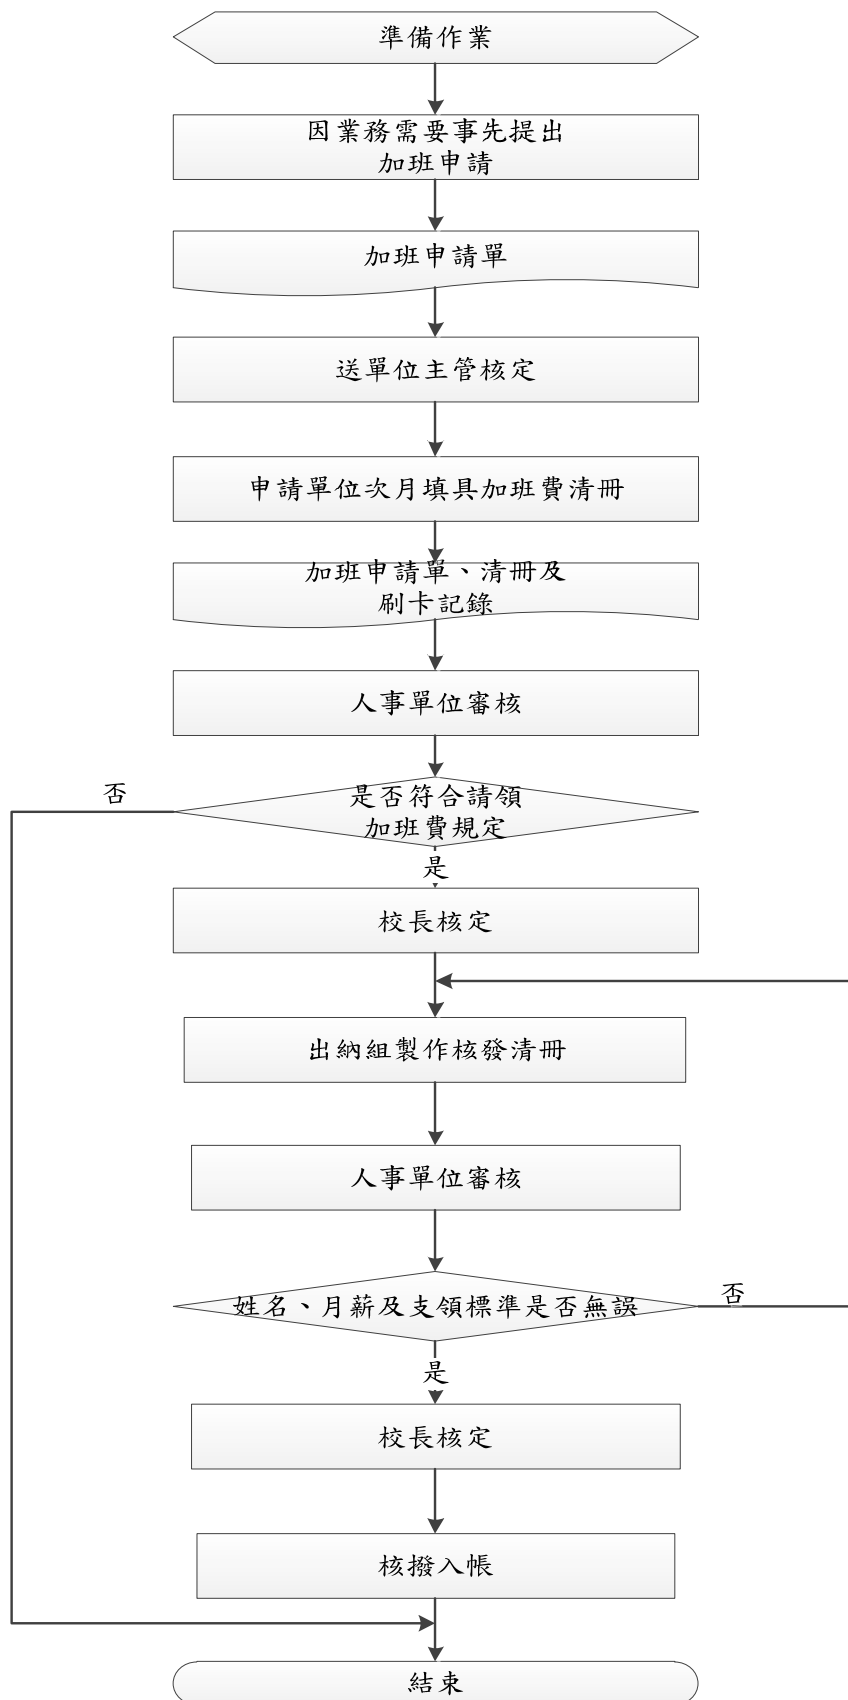 準備作業
因業務需要事先提出
加班申請
加班申請單
送單位主管核定
申請單位次月填具加班費清冊
加班申請單、清冊及
刷卡記錄
人事單位審核
否
是否符合請領
加班費規定
是
校長核定
出納組製作核發清冊
人事單位審核
姓名、月薪及支領標準是否無誤
否
是
校長核定
核撥入帳
結束